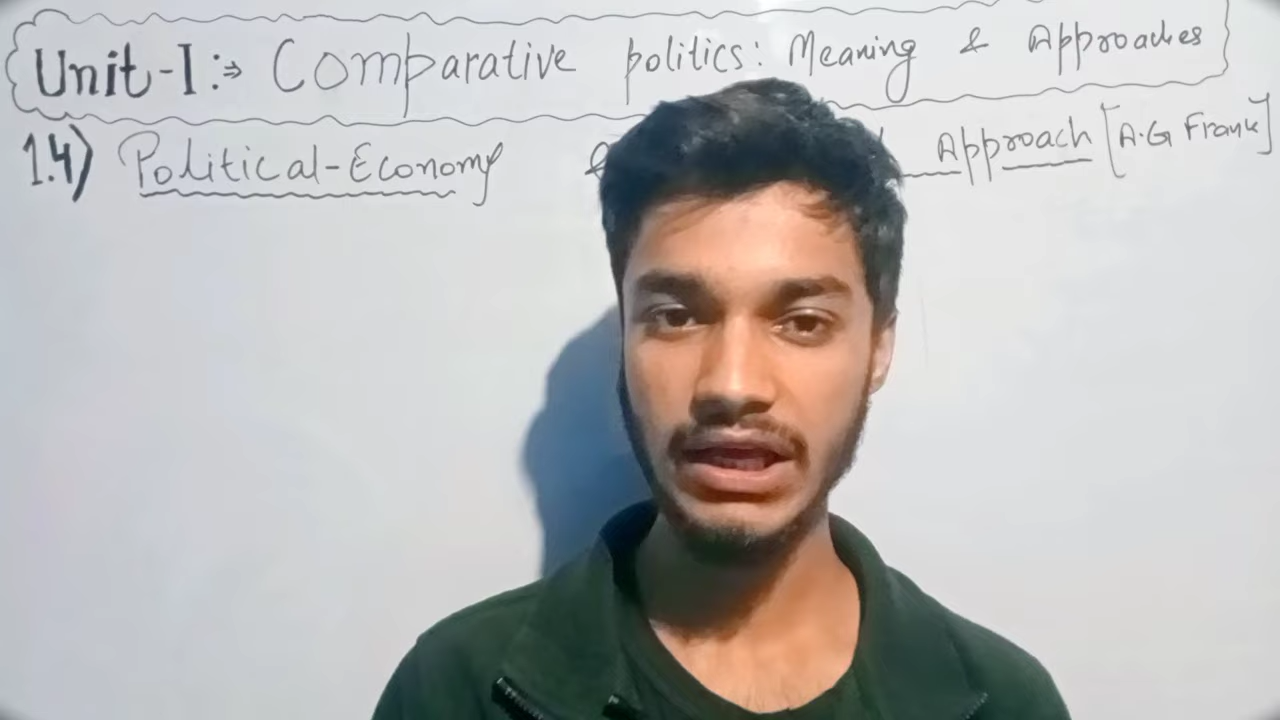 Unit-I:⇒ Comparative politics: Meaning & Approaches
1.4) Political-Economy & Approach [A.G Frank]